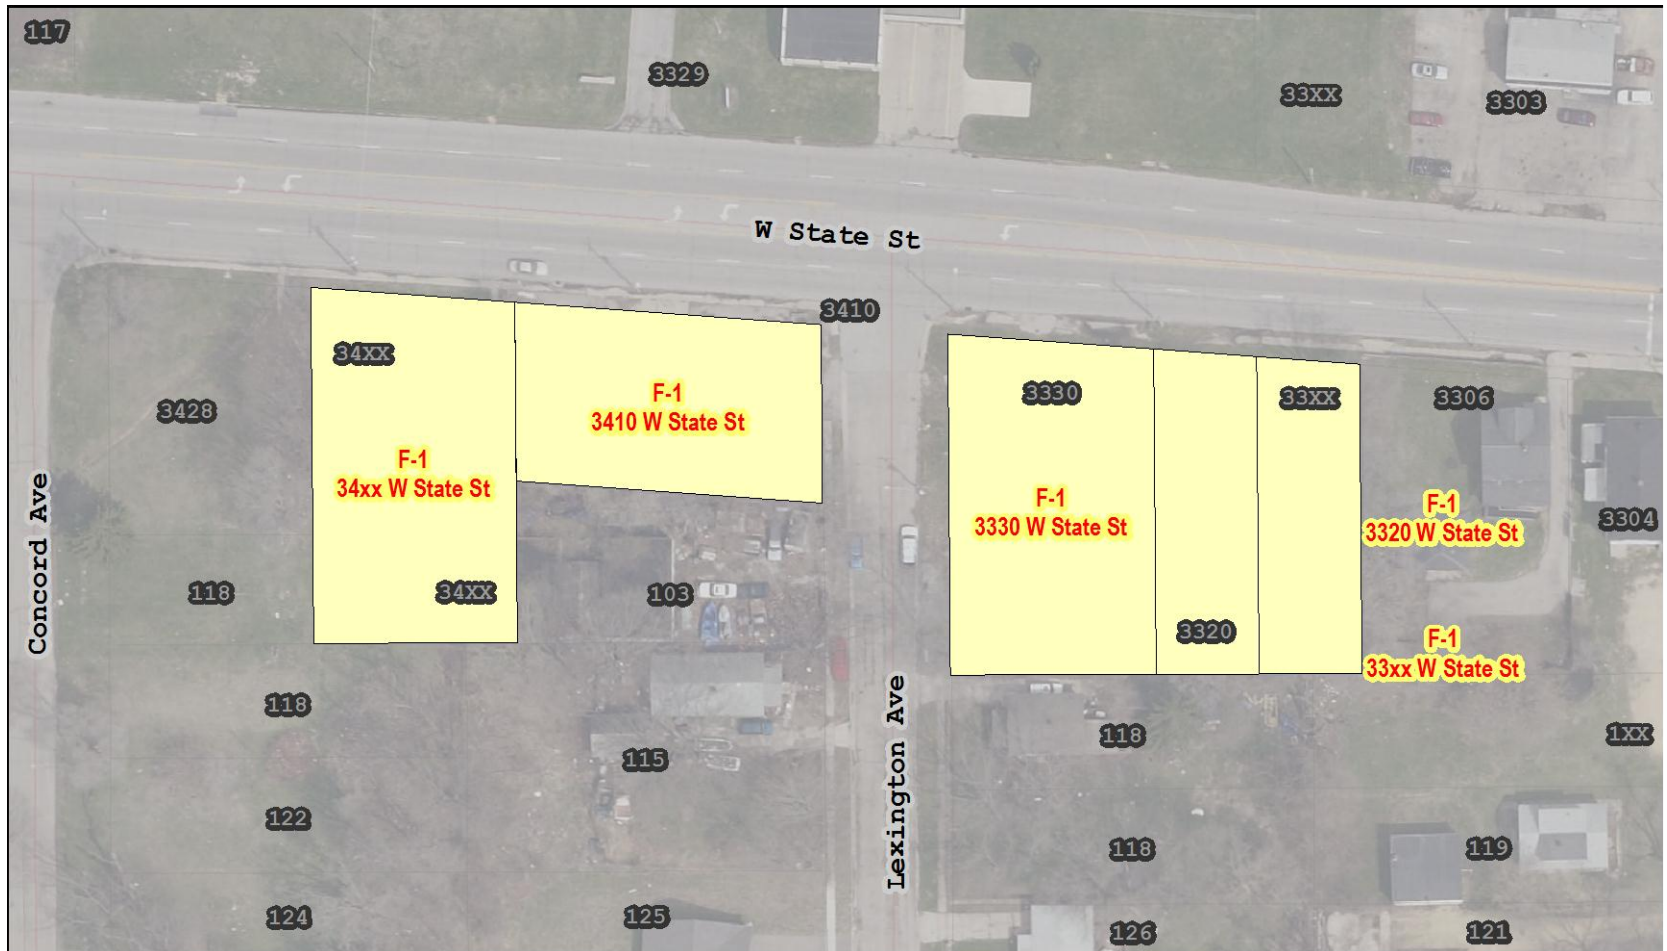 117
3329
33XX
3303
W State St
3410
34XX
F-1
3410 W State St
3428
3330
33XX
3306
F-1
34xx W State St
F-1
3330 W State St
F-1
3320 W State St
3304
Concord Ave
118
34XX
103
3320
F-1
33xx W State St
118
Lexington Ave
118
1XX
115
122
118
119
124
125
126
121